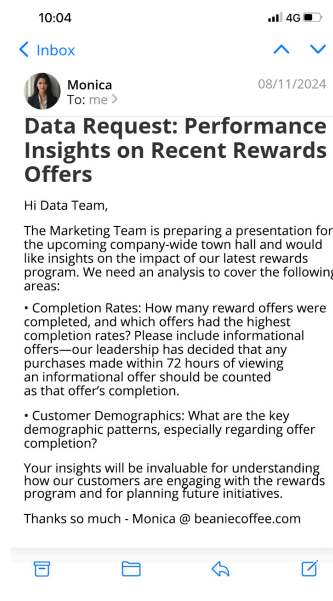 10:04
4G
Inbox
Monica
08/11/2024
To: me
Data Request: Performance
Insights on Recent Rewards
Offers
Hi Data Team,
The Marketing Team is preparing a presentation for
the upcoming company-wide town hall and would
like insights on the impact of our latest rewards
program. We need an analysis to cover the following
areas:
• Completion Rates: How many reward offers were
completed, and which offers had the highest
completion rates? Please include informational
offers—our leadership has decided that any
purchases made within 72 hours of viewing
an informational offer should be counted
as that offer’s completion.
• Customer Demographics: What are the key
demographic patterns, especially regarding offer
completion?
Your insights will be invaluable for understanding
how our customers are engaging with the rewards
program and for planning future initiatives.
Thanks so much - Monica @ beaniecoffee.com